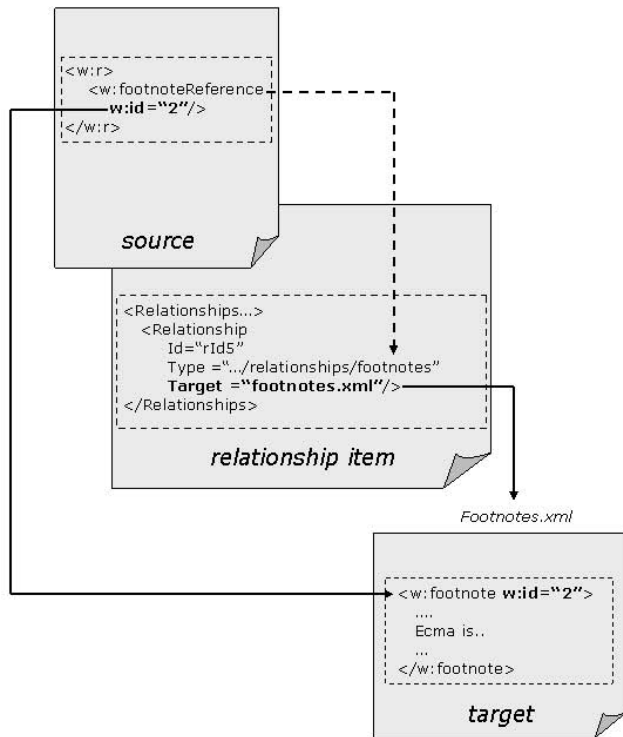 <w:r>
<w:footnoteReference
w:id=“2”/>
</w:r>
source
<Relationships...>
<Relationship
Id=“rId5”
Type =“.../relationships/footnotes”
Target =“footnotes.xml”/>
</Relationships>
relationship item
Footnotes.xml
<w:footnote w:id=“2”>
....
Ecma is..
...
</w:footnote>
target